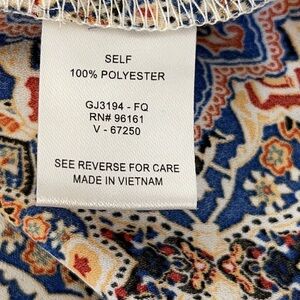 SELF
100% POLYESTER
GJ3194 - FQ
RN# 96161
V - 67250
SEE REVERSE FOR CARE
MADE IN VIETNAM